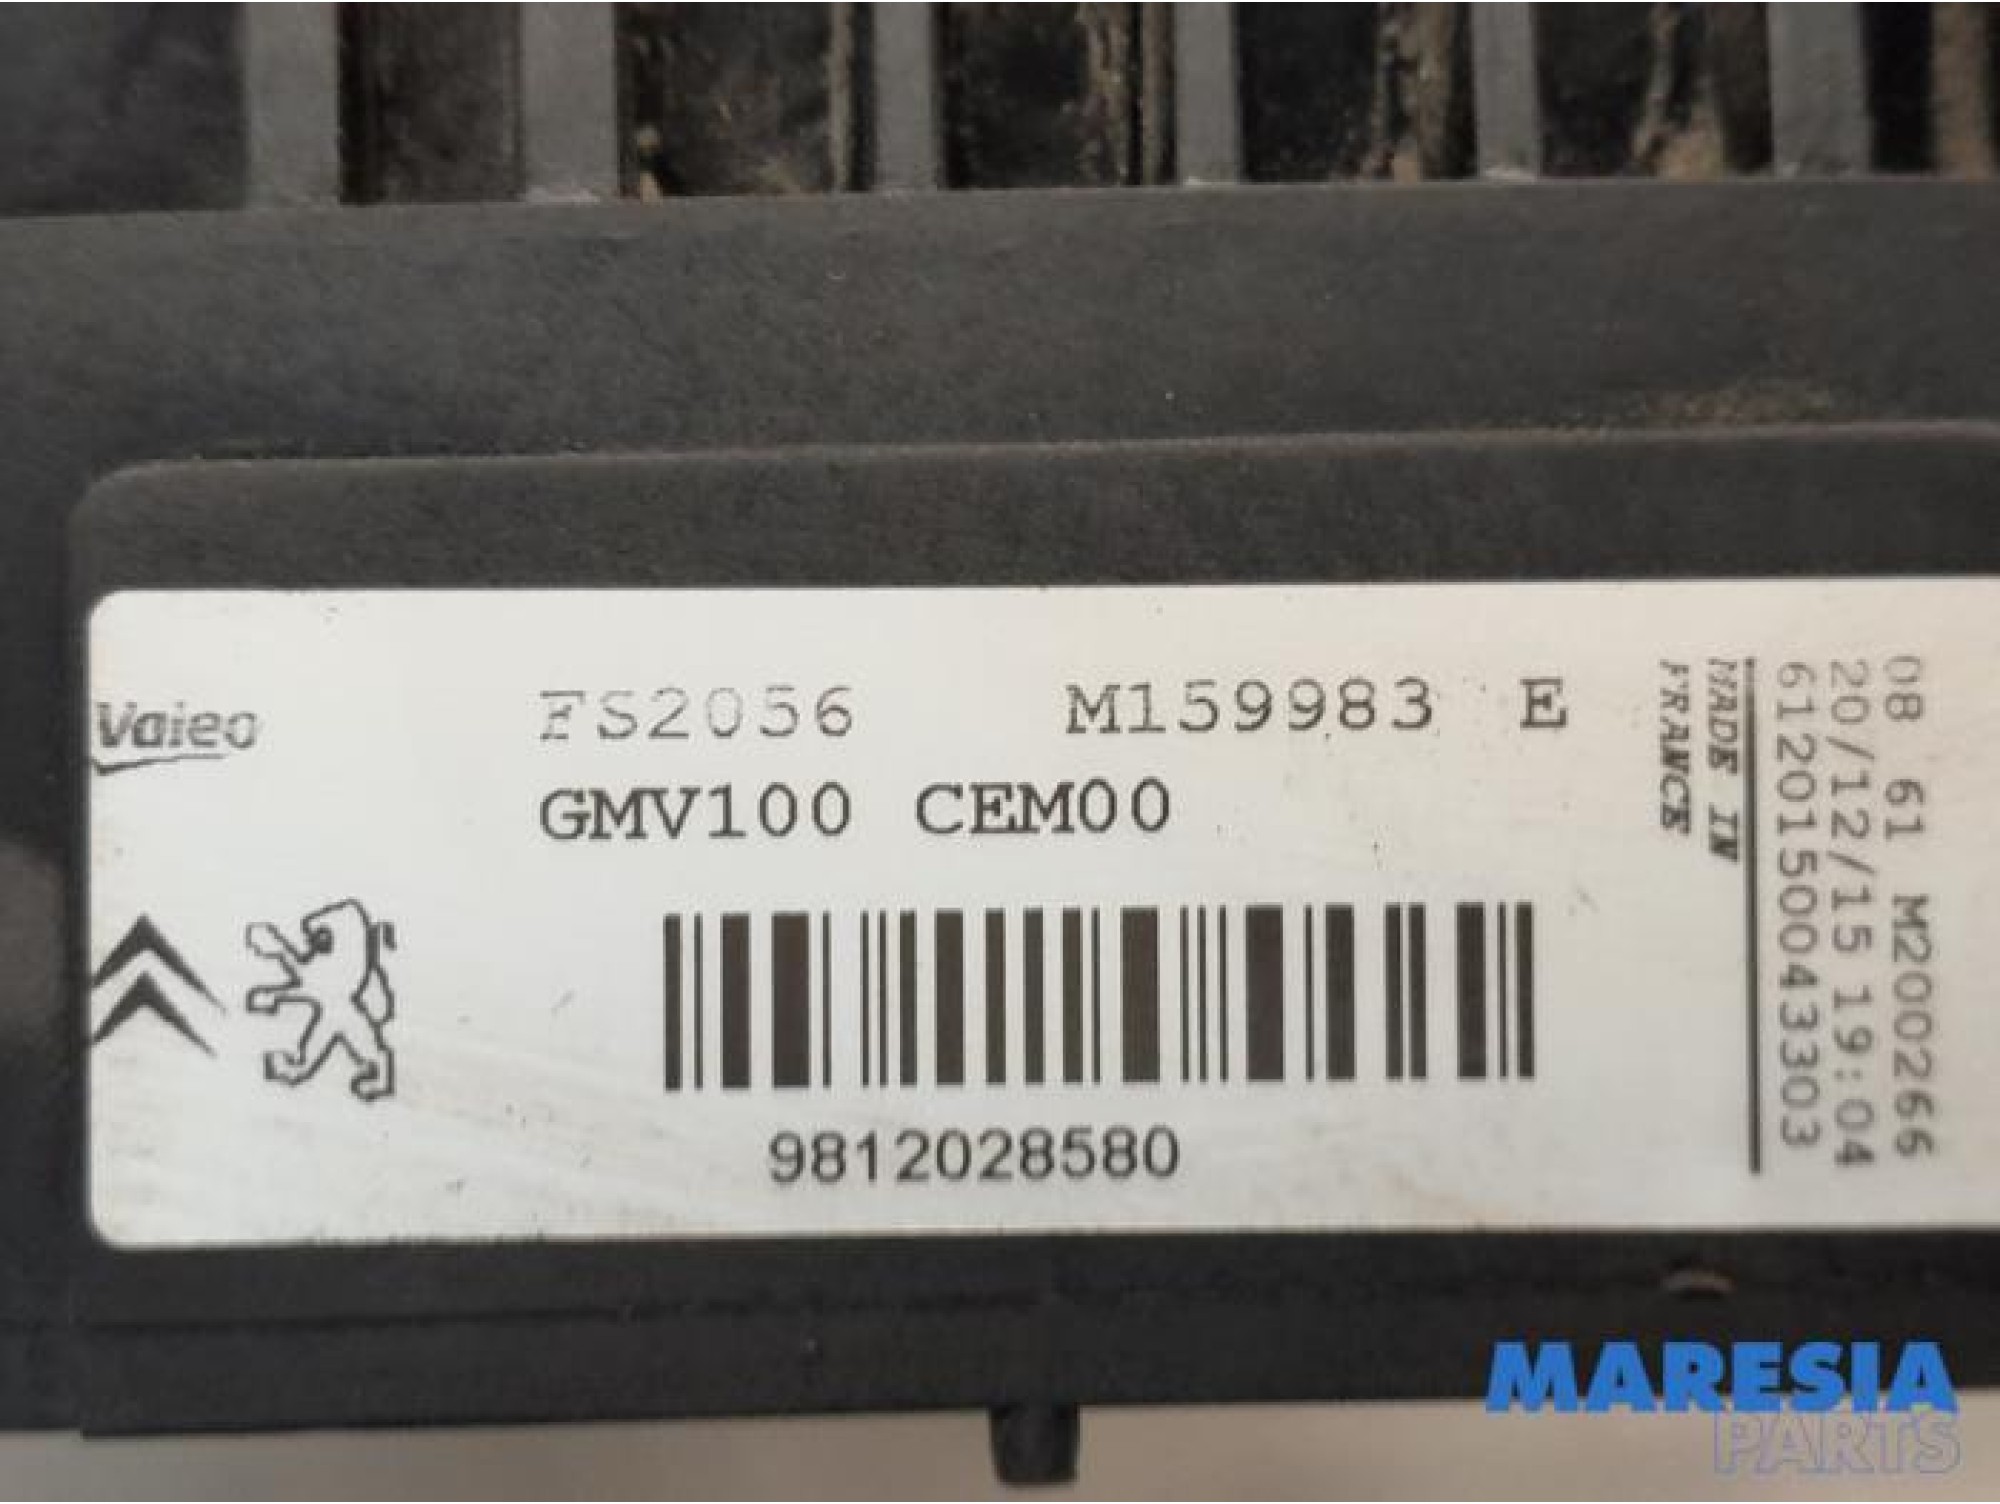 Valeo
FS2056 M159983 E
GMV100 CEM00
9812028580
MADE IN
FRANCE
08 61 M200266
20/12/15 19:04
6120150043303
MARESIA
PARTS